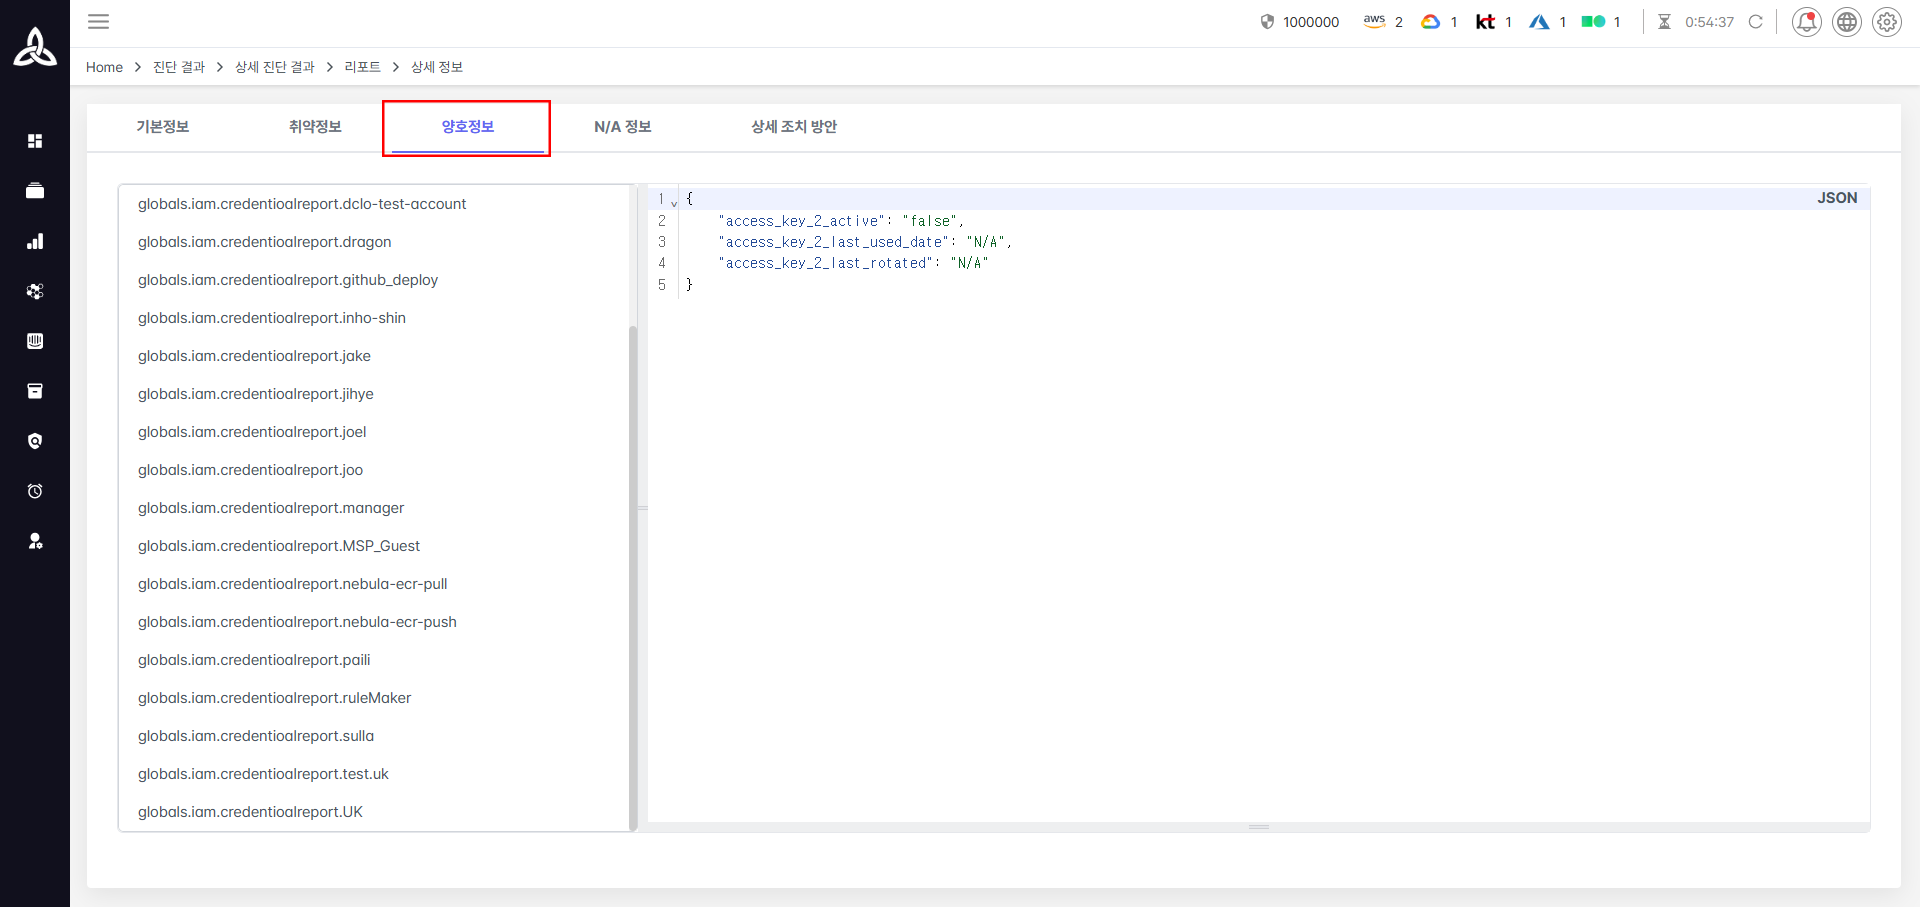 1000000 aws 2 1 kt 1 1 1 0:54:37
Home > 진단 결과 > 상세 진단 결과 > 리포트 > 상세 정보
기본정보 취약정보 양호정보 N/A 정보 상세 조치 방안
globals.iam.credentioalreport.dclo-test-account
globals.iam.credentioalreport.dragon
globals.iam.credentioalreport.github_deploy
globals.iam.credentioalreport.inho-shin
globals.iam.credentioalreport.jake
globals.iam.credentioalreport.jihye
globals.iam.credentioalreport.joel
globals.iam.credentioalreport.joo
globals.iam.credentioalreport.manager
globals.iam.credentioalreport.MSP_Guest
globals.iam.credentioalreport.nebula-ecr-pull
globals.iam.credentioalreport.nebula-ecr-push
globals.iam.credentioalreport.paili
globals.iam.credentioalreport.ruleMaker
globals.iam.credentioalreport.sulla
globals.iam.credentioalreport.test.uk
globals.iam.credentioalreport.UK
JSON
1 {
2 "access_key_2_active": "false",
3 "access_key_2_last_used_date": "N/A",
4 "access_key_2_last_rotated": "N/A"
5 }